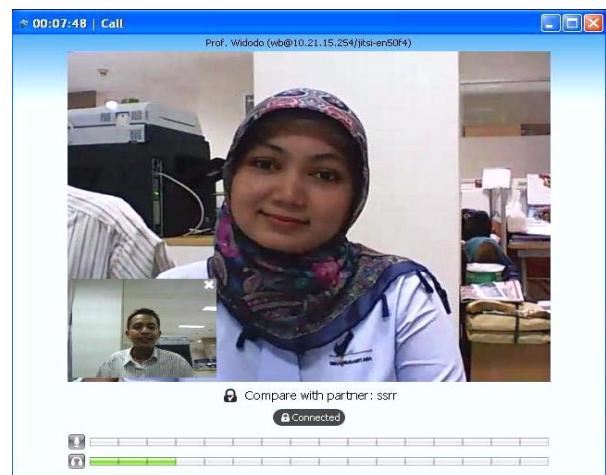 00:07:48 | Call
Prof. Widodo (wb@10.21.15.254/jitsi-en50f4)
Compare with partner: ssrr
Connected